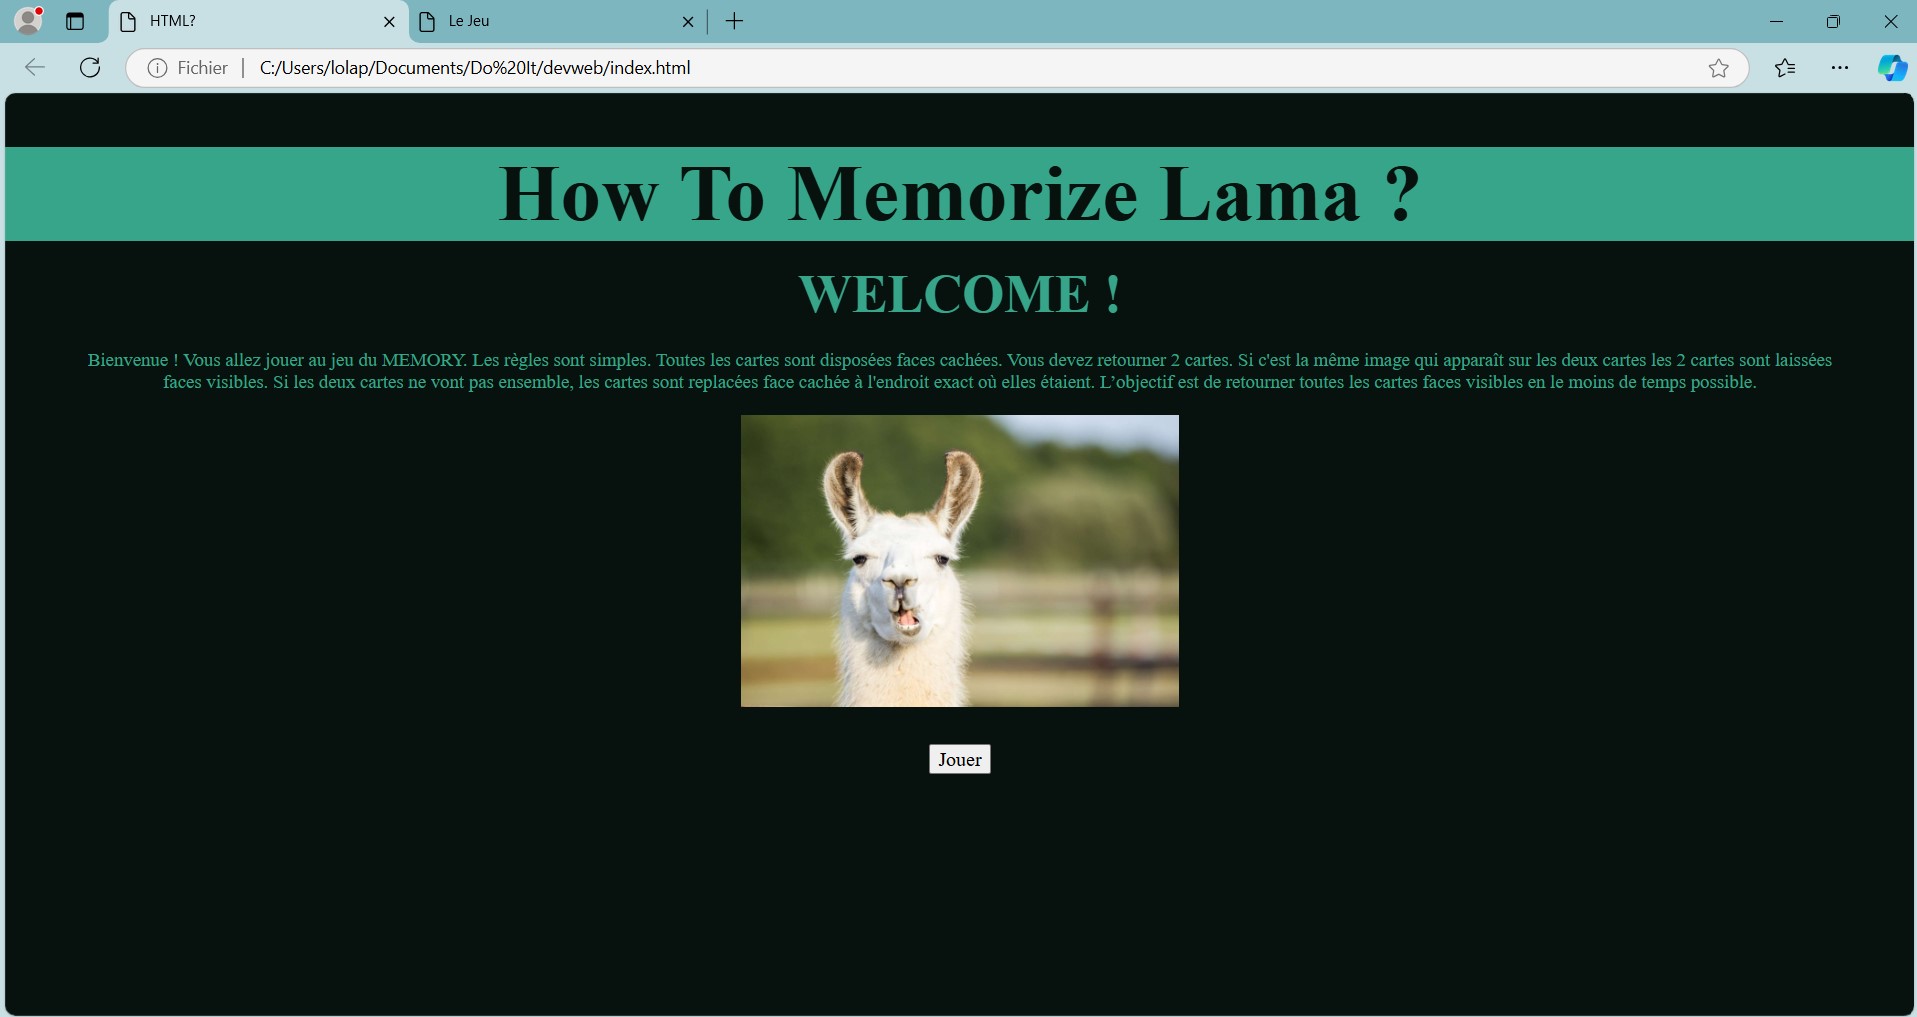 HTML?
Le Jeu
Fichier
C:/Users/lolap/Documents/Do%20It/devweb/index.html
How To Memorize Lama ?
WELCOME !
Bienvenue ! Vous allez jouer au jeu du MEMORY. Les règles sont simples. Toutes les cartes sont disposées faces cachées. Vous devez retourner 2 cartes. Si c'est la même image qui apparaît sur les deux cartes les 2 cartes sont laissées
faces visibles. Si les deux cartes ne vont pas ensemble, les cartes sont replacées face cachée à l'endroit exact où elles étaient. L’objectif est de retourner toutes les cartes faces visibles en le moins de temps possible.
Jouer